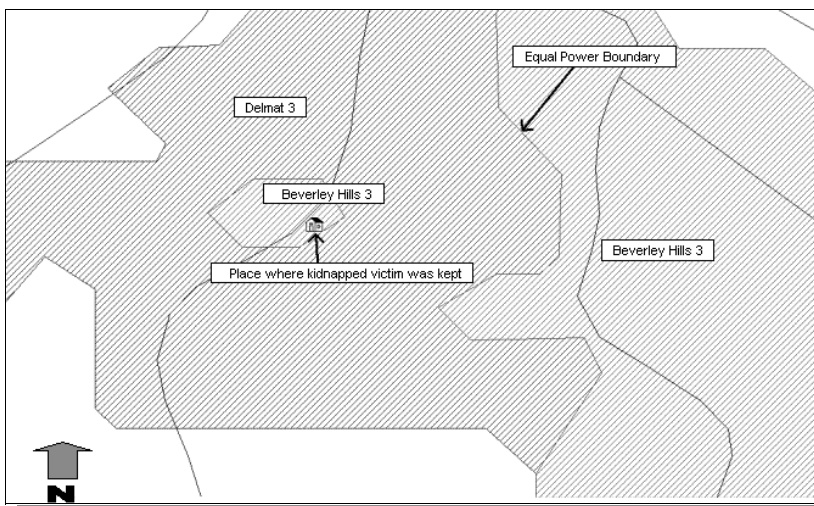 Equal Power Boundary
Delmat 3
Beverley Hills 3
Beverley Hills 3
Place where kidnapped victim was kept
N